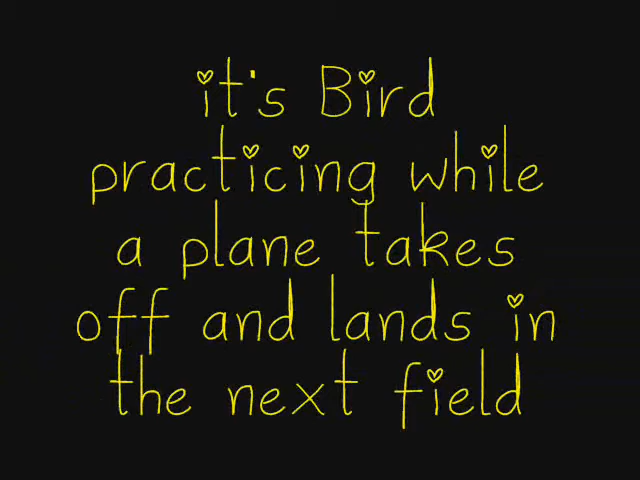 it's Bird
practicing while
a plane takes
off and lands in
the next field